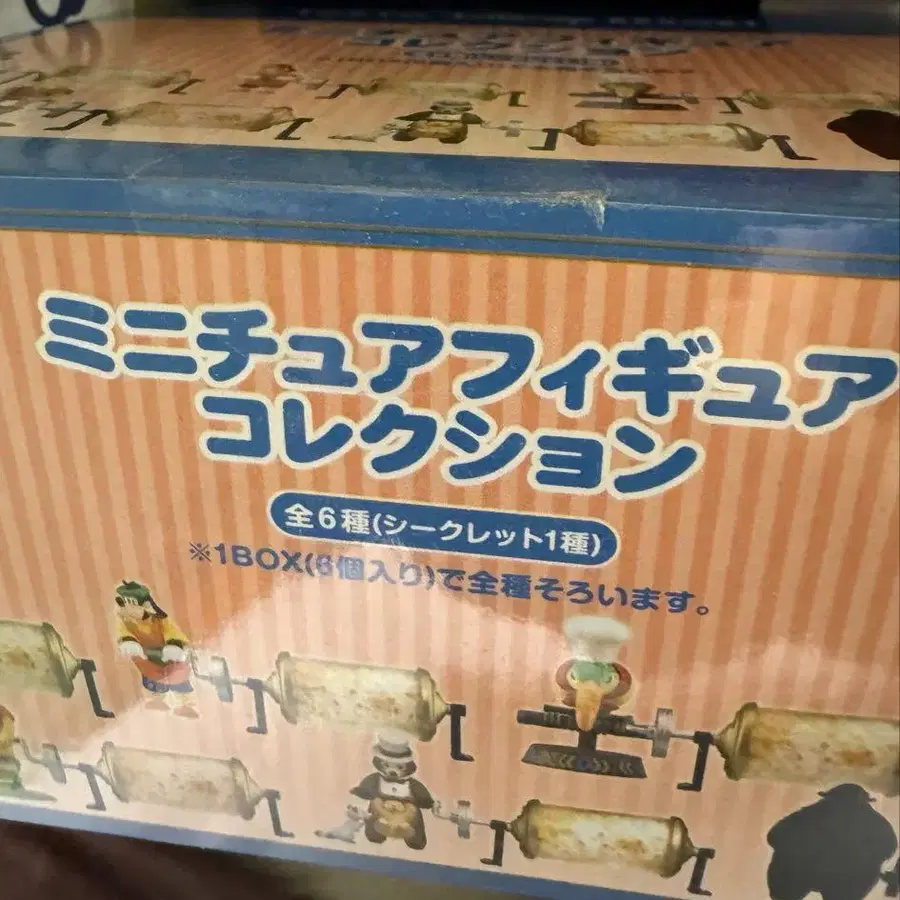 ミニチュアフィギュア
コレクション
全6種(シークレット1種)
※1BOX(6個入り)で全種そろいます。